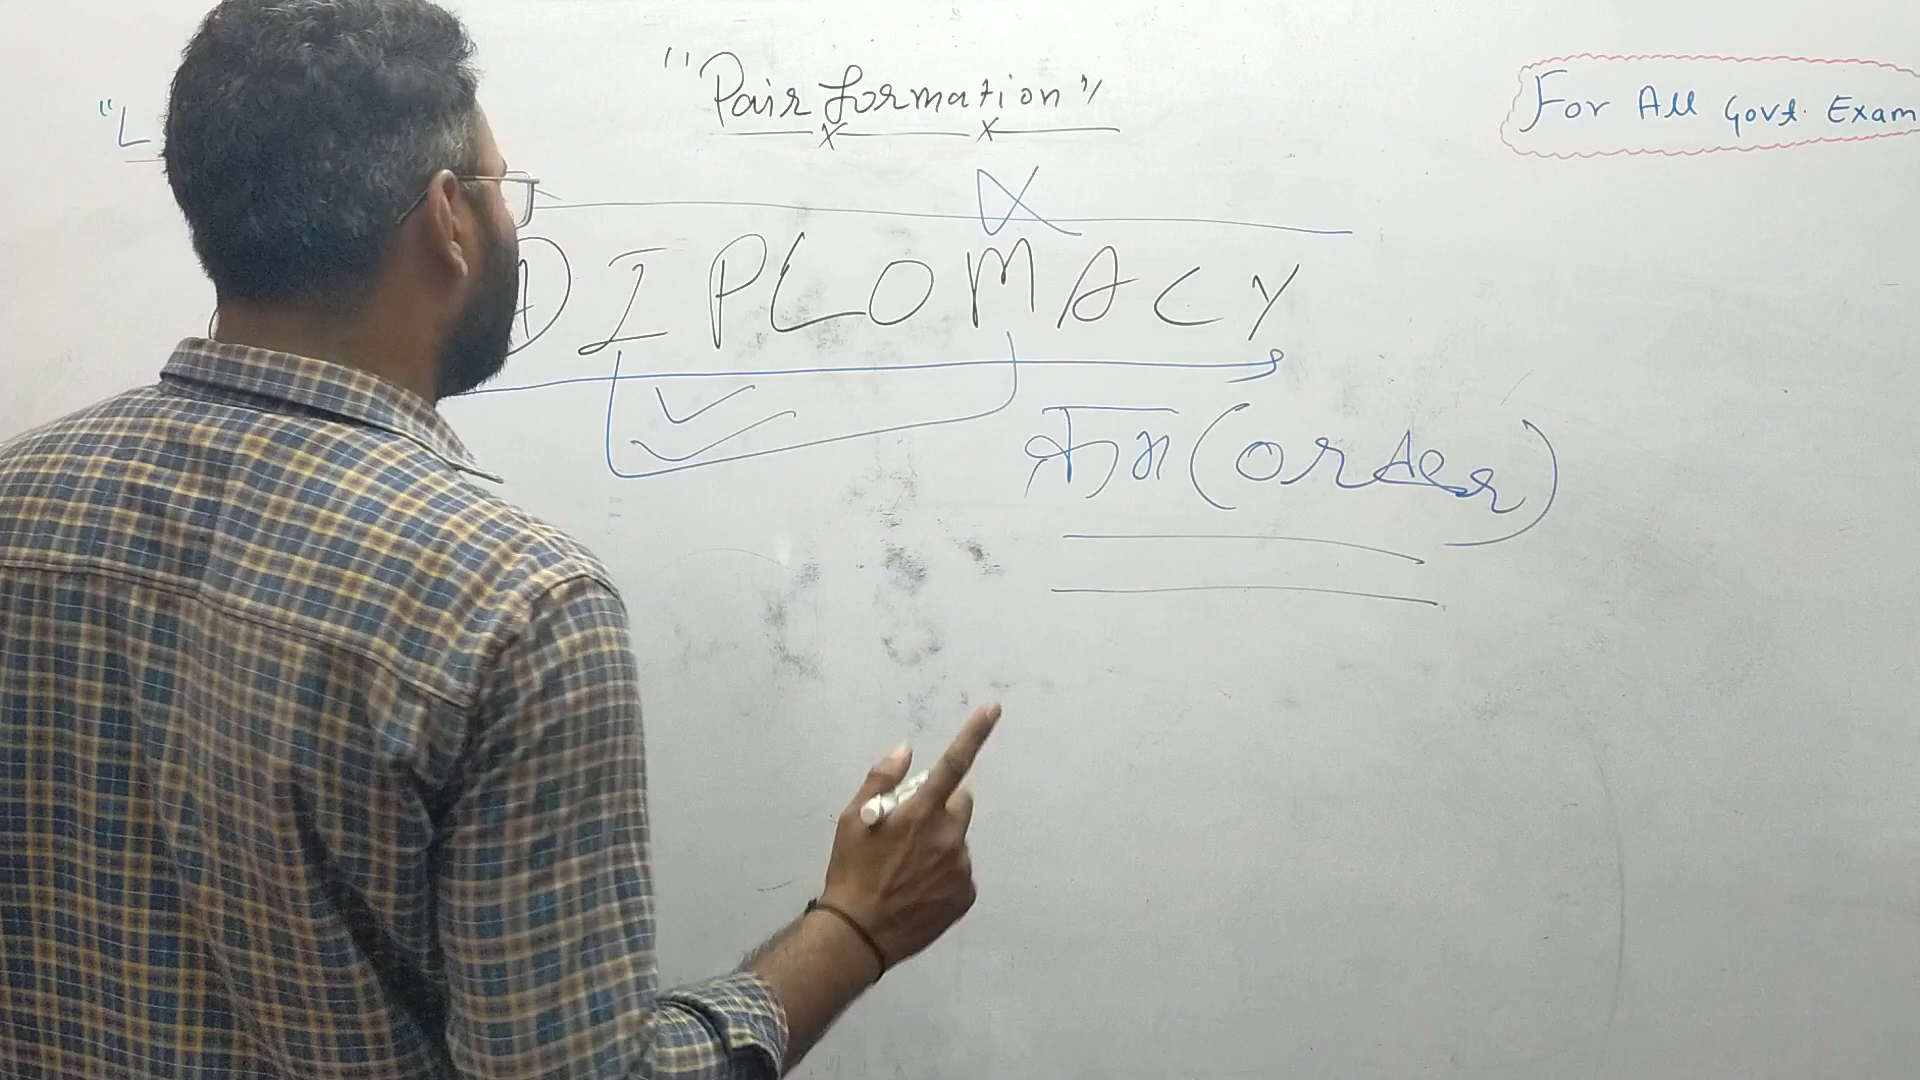 "Pair formation"
For All Govt. Exam
"L
DIPLOMACY
क्रम (order)